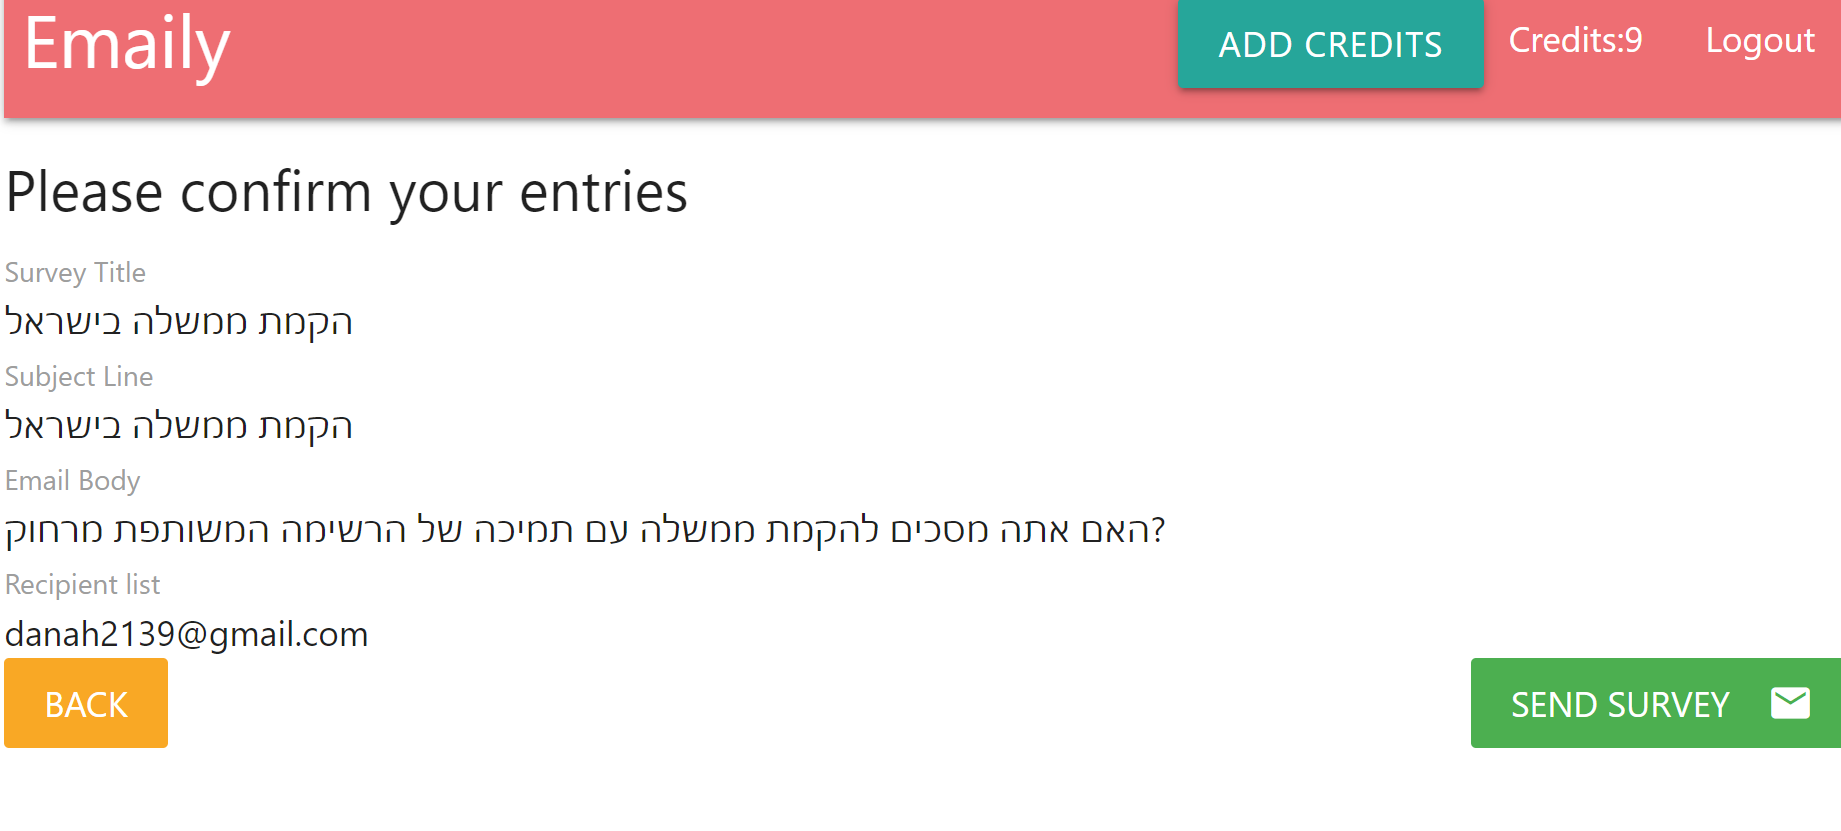 Emaily
ADD CREDITS
Credits:9
Logout
Please confirm your entries
Survey Title
הקמת ממשלה בישראל
Subject Line
הקמת ממשלה בישראל
Email Body
האם אתה מסכים להקמת ממשלה עם תמיכה של הרשימה המשותפת מרחוק?
Recipient list
danah2139@gmail.com
BACK
SEND SURVEY